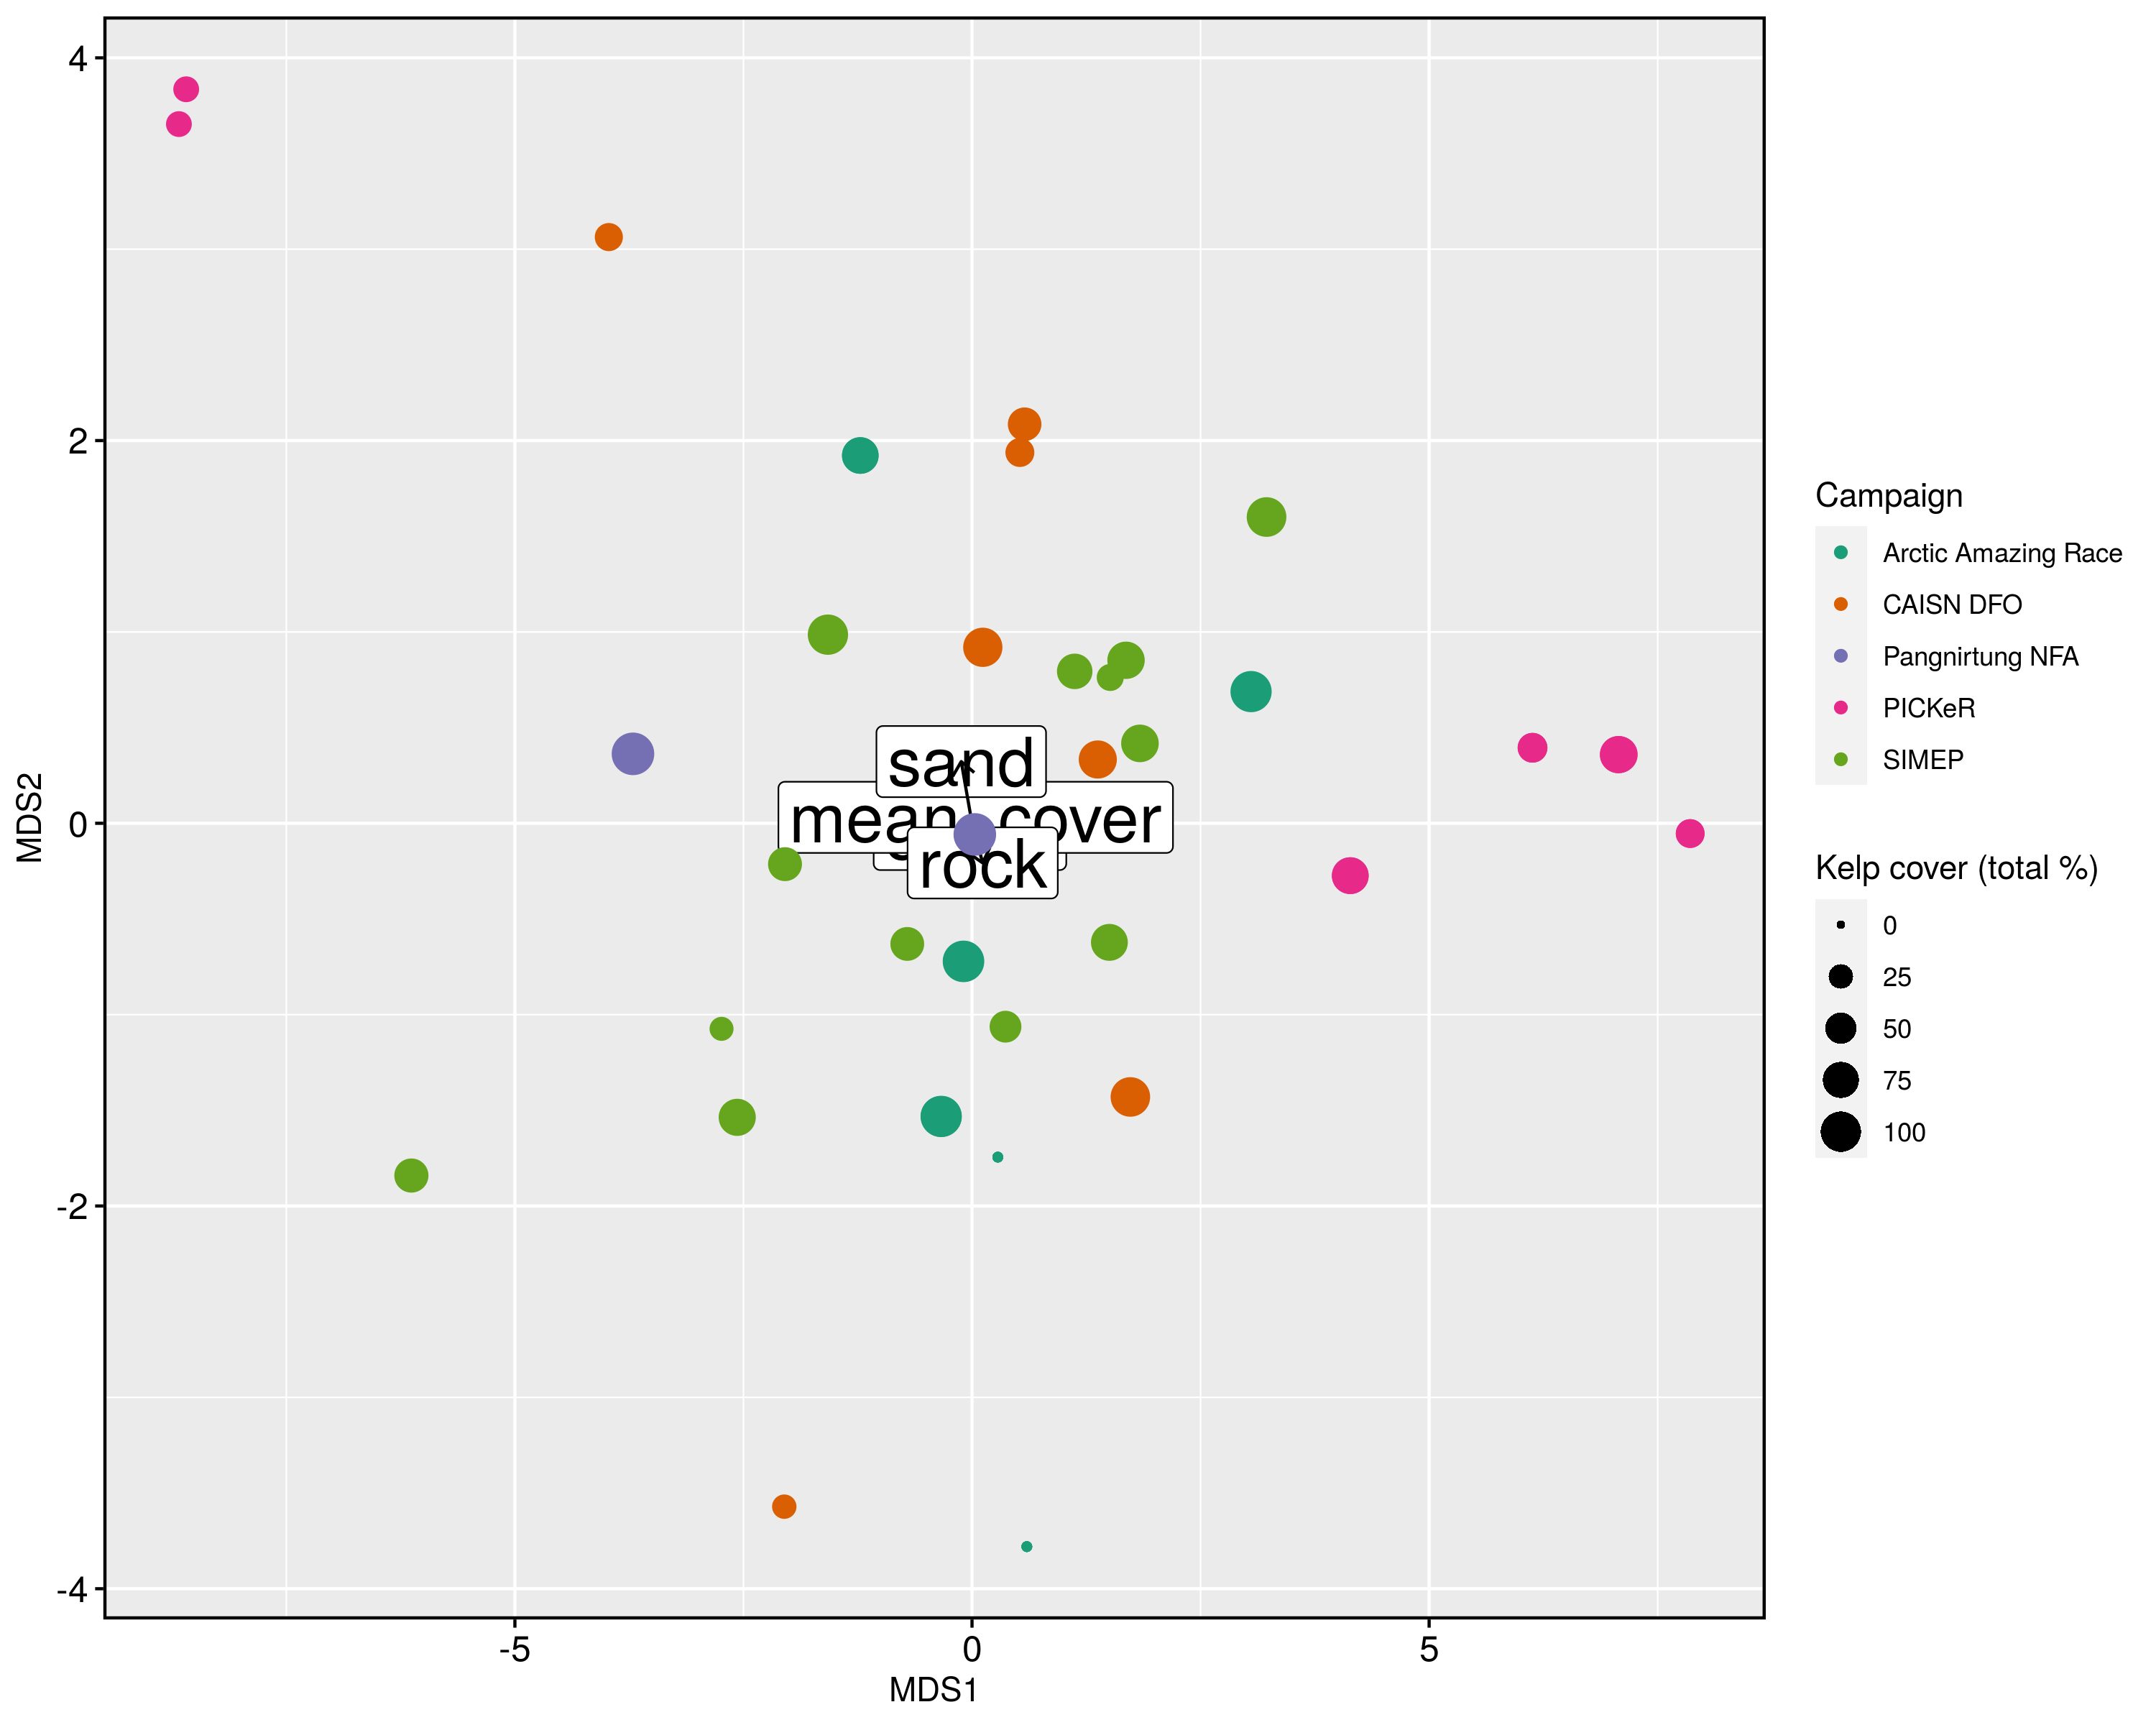 4
2
0
-2
-4
MDS2
sand
mean_cover
rock
-5
0
5
MDS1
Campaign
Arctic Amazing Race
CAISN DFO
Pangnirtung NFA
PICKeR
SIMEP
Kelp cover (total %)
0
25
50
75
100